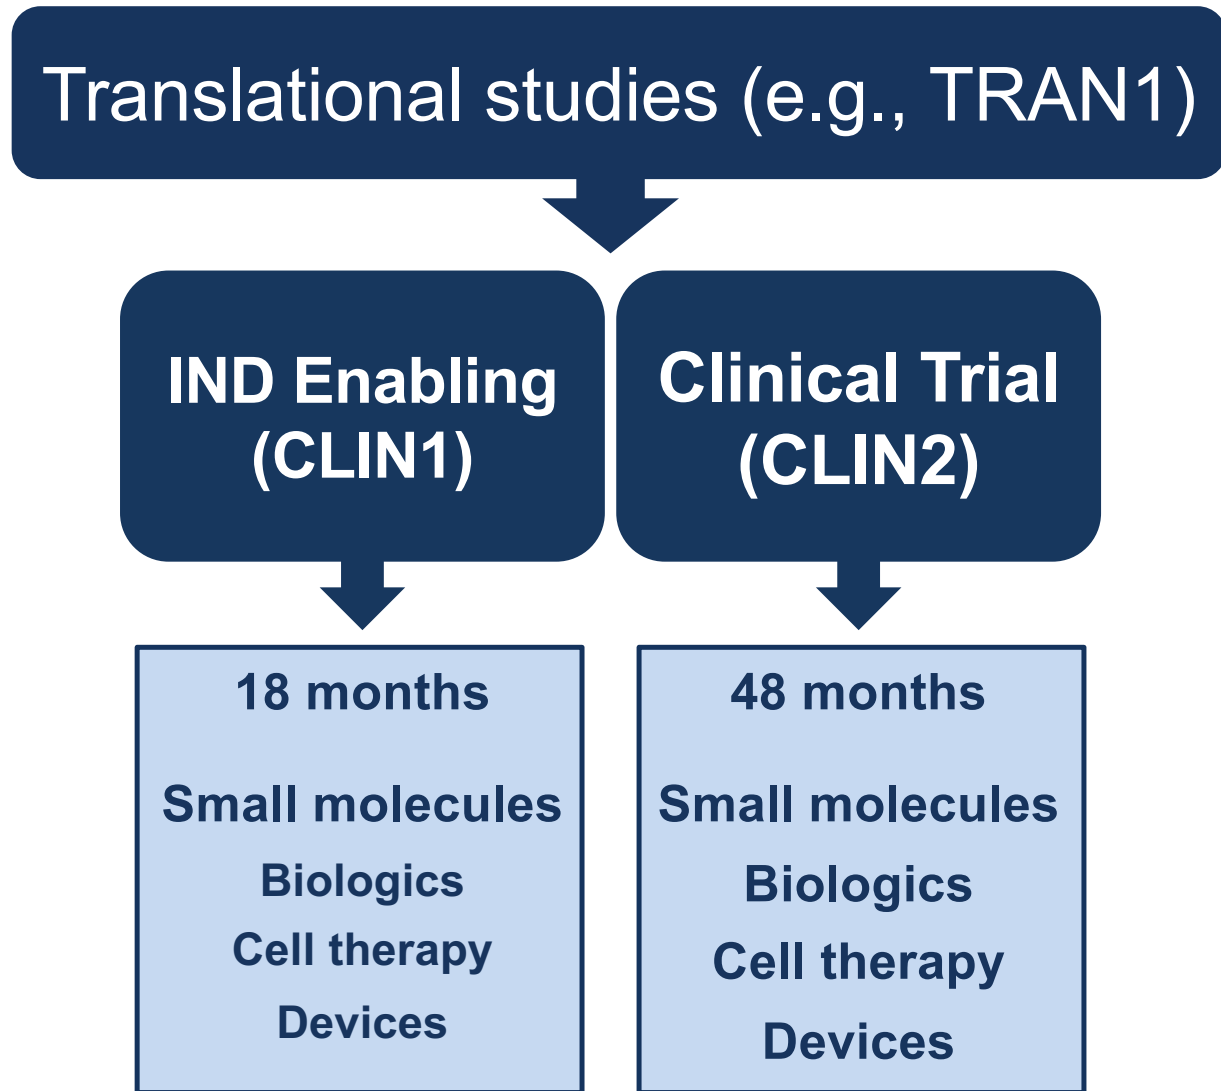 Translational studies (e.g., TRAN1)
IND Enabling
(CLIN1)
Clinical Trial
(CLIN2)
18 months
Small molecules
Biologics
Cell therapy
Devices
48 months
Small molecules
Biologics
Cell therapy
Devices